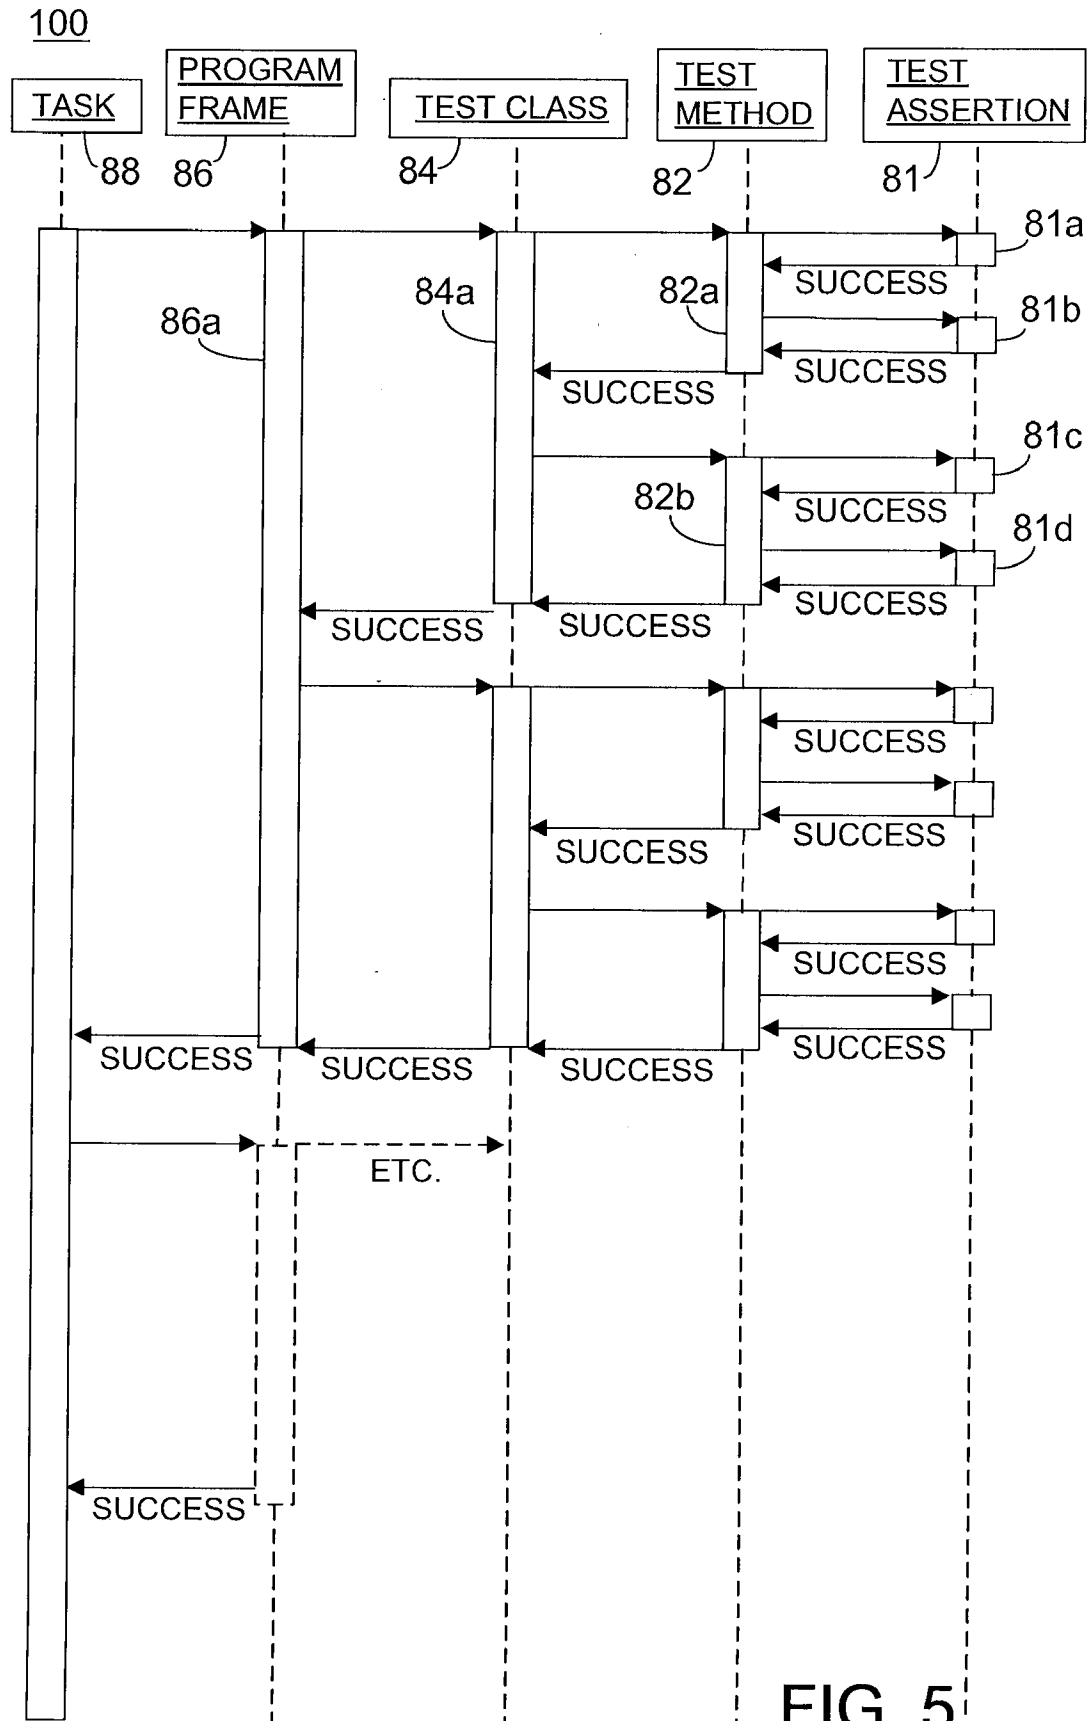 100
TASK
PROGRAM
FRAME
TEST CLASS
TEST
METHOD
TEST
ASSERTION
88
86
84
82
81
81a
SUCCESS
84a
82a
86a
81b
SUCCESS
SUCCESS
81c
82b
SUCCESS
81d
SUCCESS
SUCCESS
SUCCESS
SUCCESS
SUCCESS
SUCCESS
SUCCESS
SUCCESS
SUCCESS
SUCCESS
SUCCESS
SUCCESS
ETC.
SUCCESS
FIG. 5